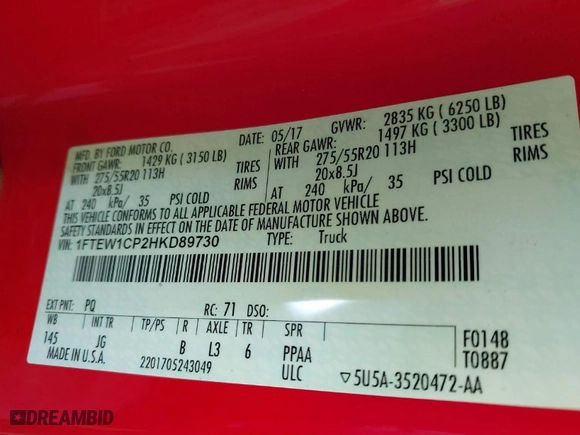 MFD. BY FORD MOTOR CO.
DATE: 05/17 GVWR: 2835 KG ( 6250 LB)
FRONT GAWR: 1429 KG ( 3150 LB)
REAR GAWR: 1497 KG ( 3300 LB)
WITH 275/55R20 113H TIRES
WITH 275/55R20 113H TIRES
20x8.5J RIMS
20x8.5J RIMS
AT 240 kPa/ 35 PSI COLD
AT 240 kPa/ 35 PSI COLD
THIS VEHICLE CONFORMS TO ALL APPLICABLE FEDERAL MOTOR VEHICLE
SAFETY STANDARDS IN EFFECT ON THE DATE OF MANUFACTURE SHOWN ABOVE.
VIN: 1FTEW1CP2HKD89730 TYPE: Truck
EXT PNT: PQ RC: 71 DSO:
WB INT TR TP/PS R AXLE TR SPR
145 JG B L3 6 PPAA
F0148
T0887
MADE IN U.S.A. 2201705243049 ULC
▽5U5A-3520472-AA
DREAMBID